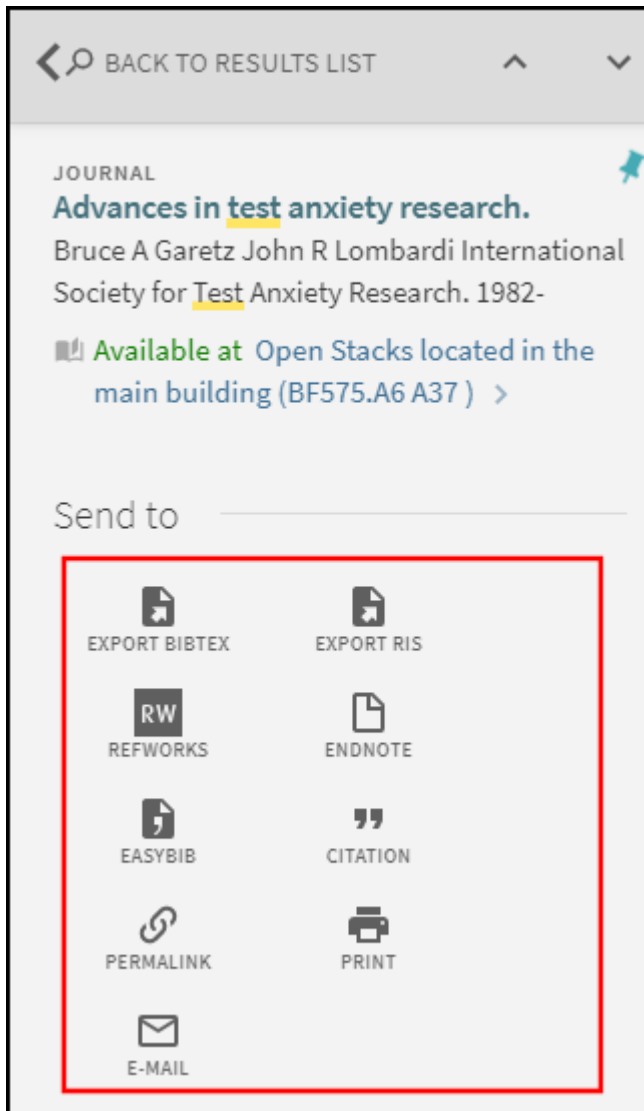 BACK TO RESULTS LIST
JOURNAL
Advances in test anxiety research.
Bruce A Garetz John R Lombardi International
Society for Test Anxiety Research. 1982-
Available at Open Stacks located in the
main building (BF575.A6 A37 )
Send to
EXPORT BIBTEX EXPORT RIS
RW
REFWORKS ENDNOTE
EASYBIB CITATION
PERMALINK PRINT
E-MAIL